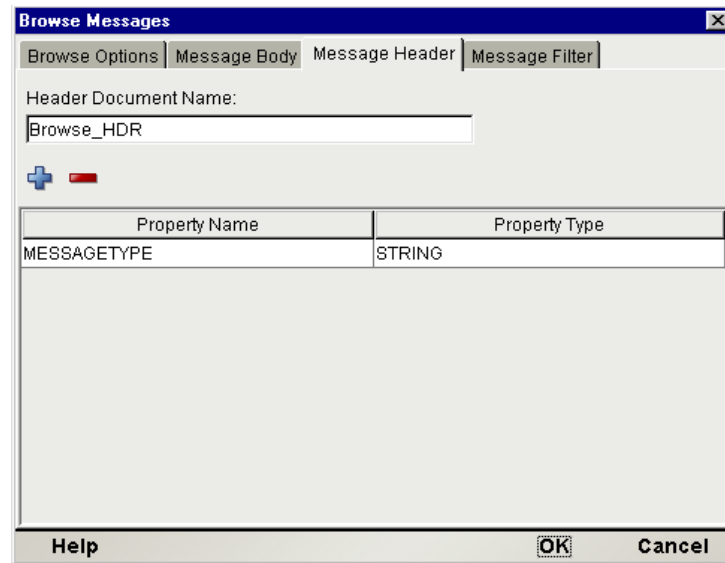 Browse Messages
Browse Options Message Body Message Header Message Filter
Header Document Name:
Browse_HDR
Property Name Property Type
MESSAGETYPE STRING
Help OK Cancel